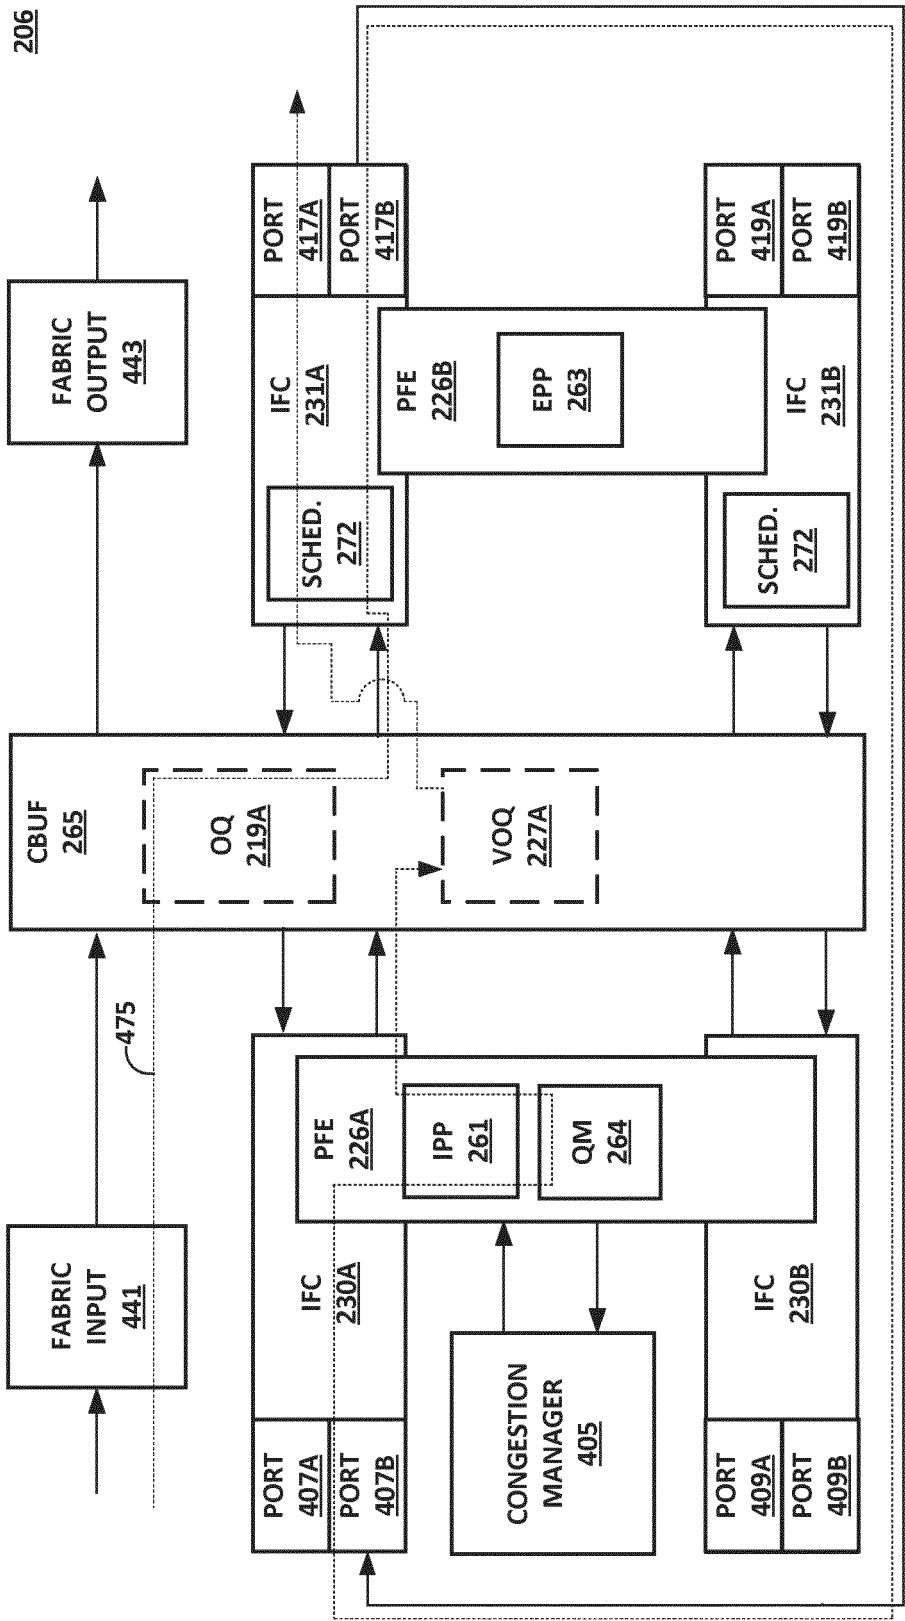 206
FABRIC
INPUT
441
475
CBUF
265
FABRIC
OUTPUT
443
PORT
407A
PORT
407B
IFC
230A
PFE
226A
IPP
261
QM
264
CONGESTION
MANAGER
405
PORT
409A
PORT
409B
IFC
230B
OQ
219A
VOQ
227A
SCHED.
272
IFC
231A
PORT
417A
PORT
417B
PFE
226B
EPP
263
SCHED.
272
IFC
231B
PORT
419A
PORT
419B